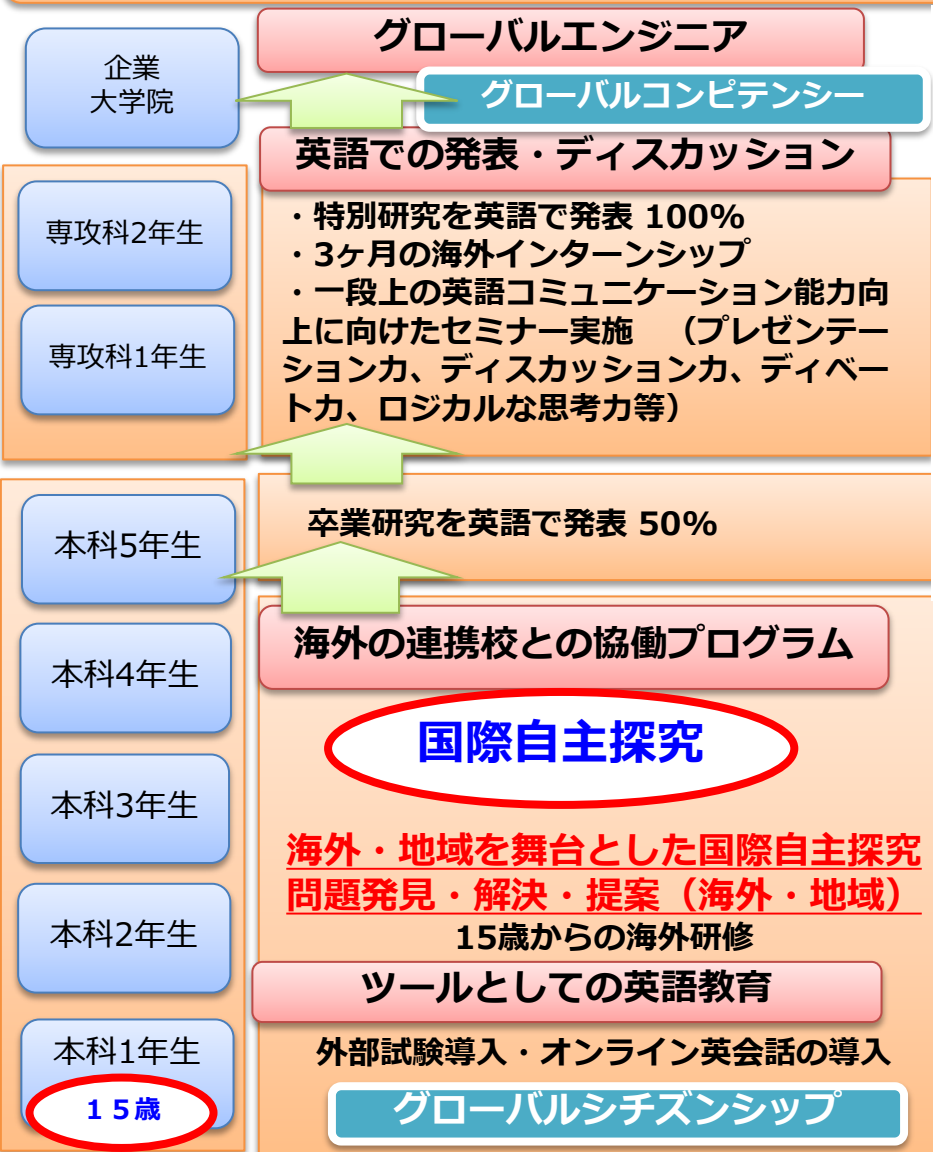 グローバルエンジニア
企業
大学院
グローバルコンピテンシー
英語での発表・ディスカッション
専攻科2年生
・特別研究を英語で発表 100%
・3ヶ月の海外インターンシップ
・一段上の英語コミュニケーション能力向
上に向けたセミナー実施　（プレゼンテー
ション力、ディスカッション力、ディベー
ト力、ロジカルな思考力等）
専攻科1年生
本科5年生
卒業研究を英語で発表 50%
海外の連携校との協働プログラム
本科4年生
国際自主探究
本科3年生
海外・地域を舞台とした国際自主探究
問題発見・解決・提案（海外・地域）
本科2年生
15歳からの海外研修
ツールとしての英語教育
本科1年生
外部試験導入・オンライン英会話の導入
１５歳
グローバルシチズンシップ